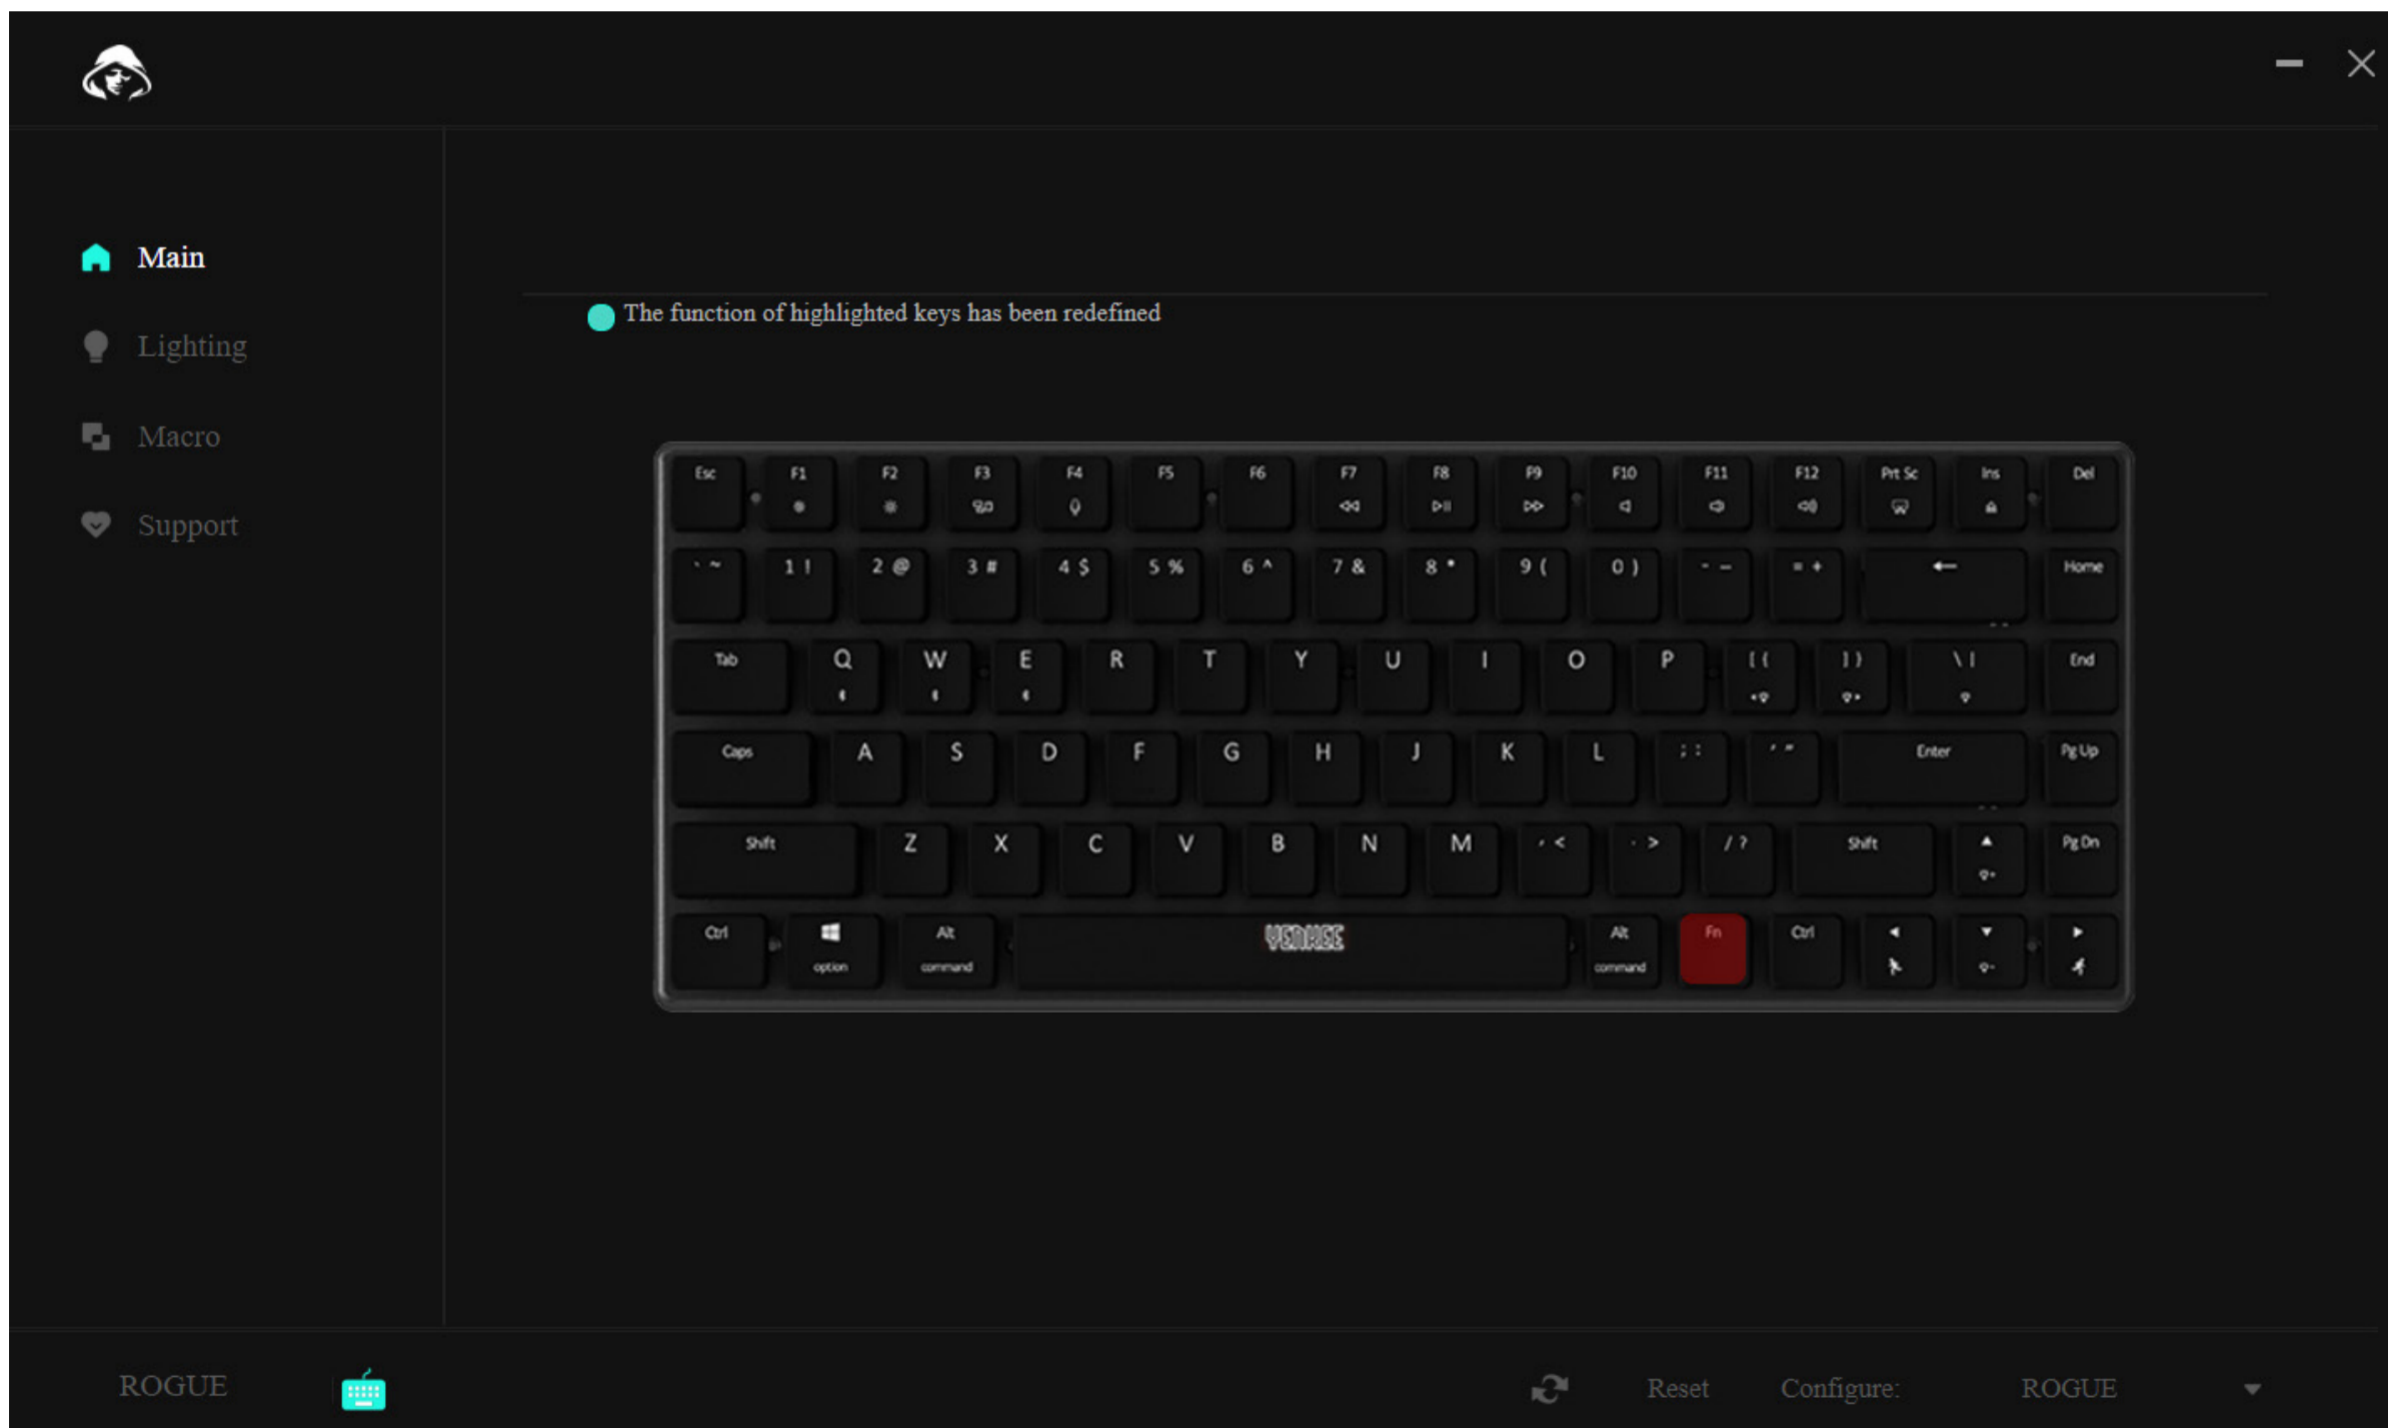 Main
Lighting
Macro
Support
The function of highlighted keys has been redefined
Esc F1 F2 F3 F4 F5 F6 F7 F8 F9 F10 F11 F12 Prt Sc Ins Del
` ~ 1 ! 2 @ 3 # 4 $ 5 % 6 ^ 7 & 8 * 9 ( 0 ) - – = + ← Home
Tab Q W E R T Y U I O P [ { ] } \ | End
Caps A S D F G H J K L ; : ' " Enter Pg Up
Shift Z X C V B N M , < . > / ? Shift Pg Dn
Ctrl Alt YENKEE Alt Fn Ctrl
option command command
ROGUE Reset Configure: ROGUE